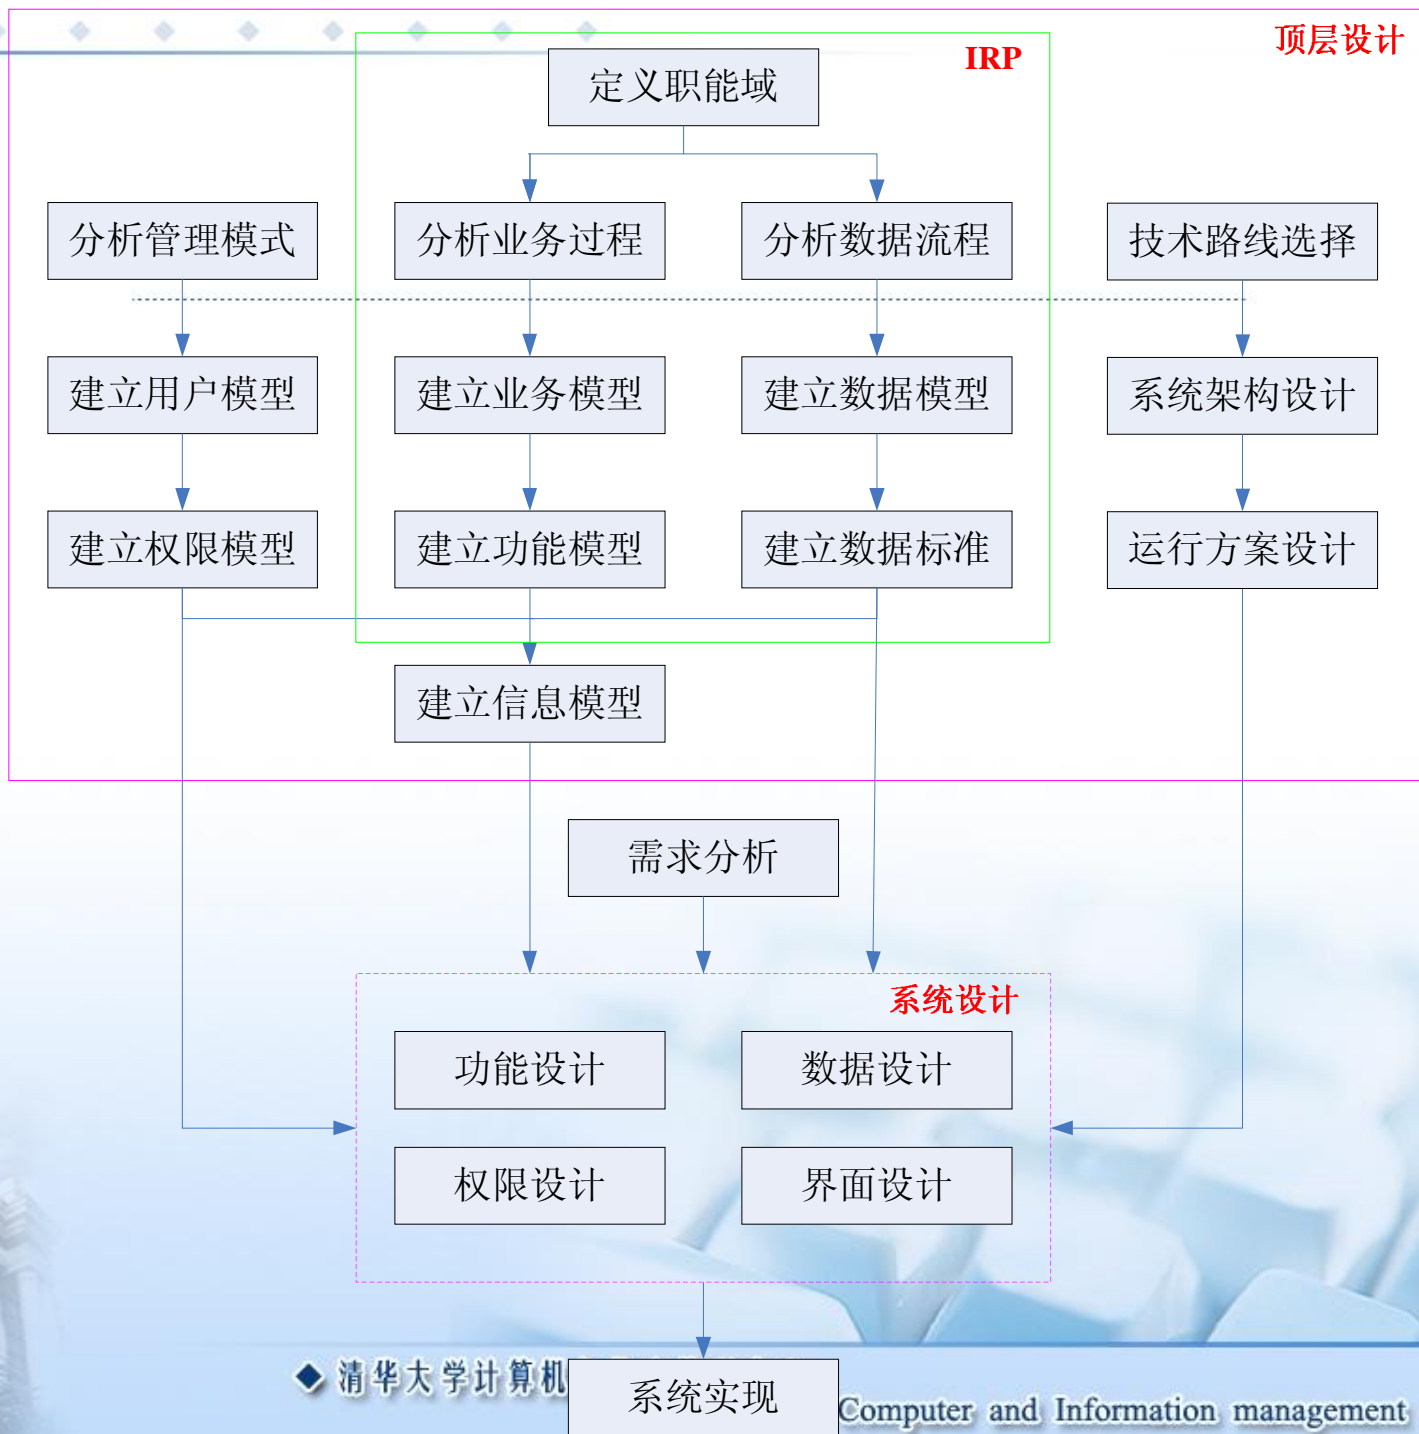 顶层设计
IRP
定义职能域
分析管理模式
分析业务过程
分析数据流程
技术路线选择
建立用户模型
建立业务模型
建立数据模型
系统架构设计
建立权限模型
建立功能模型
建立数据标准
运行方案设计
建立信息模型
需求分析
系统设计
功能设计
数据设计
权限设计
界面设计
清华大学计算机
系统实现
Computer and Information management